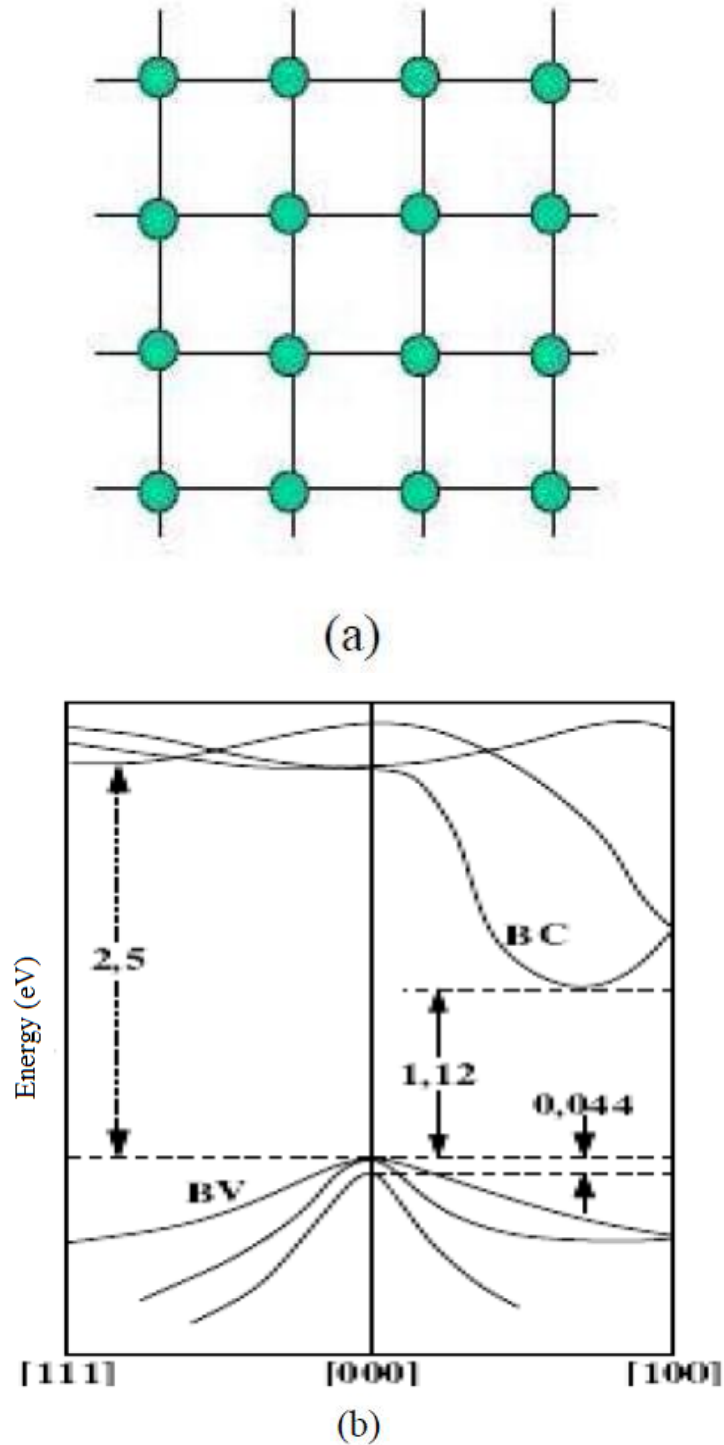 (a)
BC
2,5
Energy (eV)
1,12
0,044
BV
[111] [000] [100]
(b)